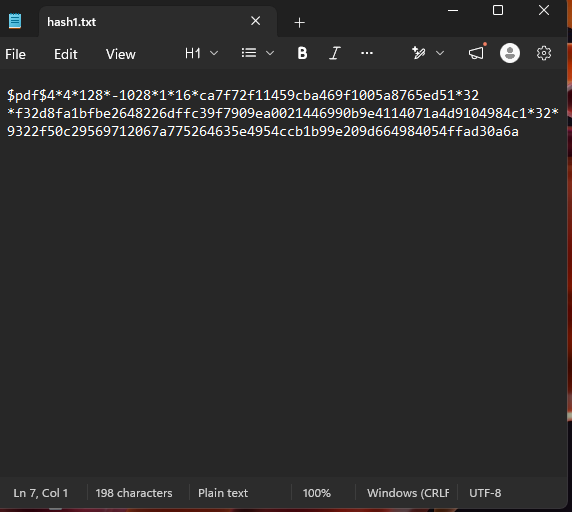 hash1.txt
File Edit View H1 B I ...
$pdf$4*4*128*-1028*1*16*ca7f72f11459cba469f1005a8765ed51*32
*f32d8fa1bfbe2648226dffc39f7909ea0021446990b9e4114071a4d9104984c1*32*
9322f50c29569712067a775264635e4954ccb1b99e209d664984054ffad30a6a
Ln 7, Col 1 198 characters Plain text 100% Windows (CRLF UTF-8